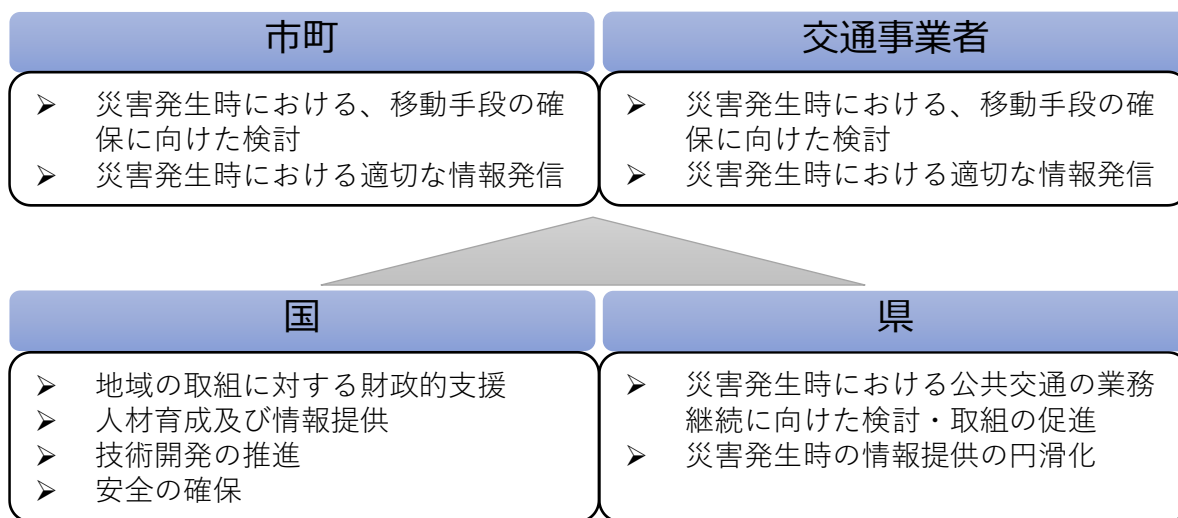 市町
➢ 災害発生時における、移動手段の確
保に向けた検討
➢ 災害発生時における適切な情報発信
交通事業者
➢ 災害発生時における、移動手段の確
保に向けた検討
➢ 災害発生時における適切な情報発信
国
➢ 地域の取組に対する財政的支援
➢ 人材育成及び情報提供
➢ 技術開発の推進
➢ 安全の確保
県
➢ 災害発生時における公共交通の業務
継続に向けた検討・取組の促進
➢ 災害発生時の情報提供の円滑化